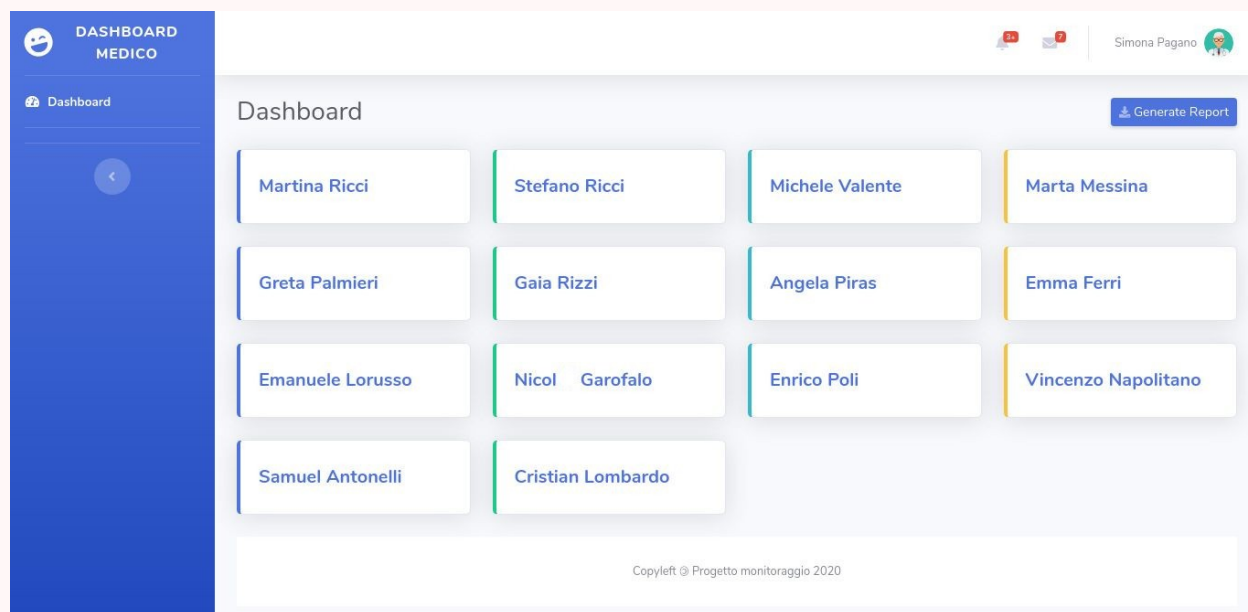 DASHBOARD
MEDICO
3+
7
Simona Pagano
Dashboard
Dashboard
Generate Report
Martina Ricci
Stefano Ricci
Michele Valente
Marta Messina
Greta Palmieri
Gaia Rizzi
Angela Piras
Emma Ferri
Emanuele Lorusso
Nicol Garofalo
Enrico Poli
Vincenzo Napolitano
Samuel Antonelli
Cristian Lombardo
Copyleft 🄯 Progetto monitoraggio 2020